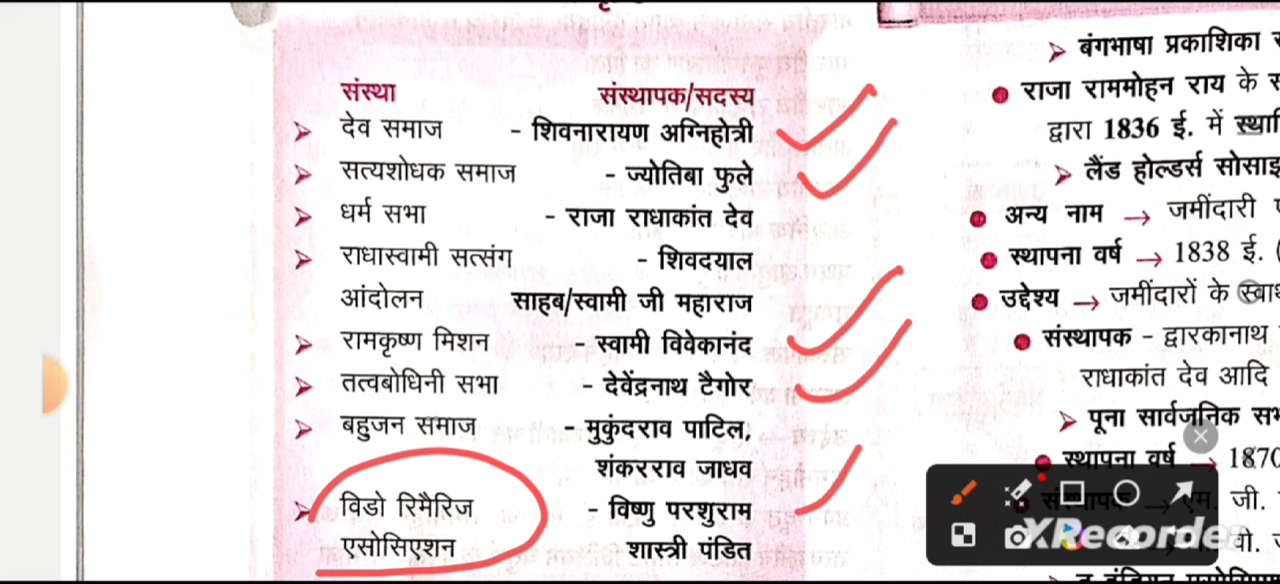 संस्था संस्थापक/सदस्य
➢ देव समाज - शिवनारायण अग्निहोत्री
➢ सत्यशोधक समाज - ज्योतिबा फुले
➢ धर्म सभा - राजा राधाकांत देव
➢ राधास्वामी सत्संग - शिवदयाल
आंदोलन साहब/स्वामी जी महाराज
➢ रामकृष्ण मिशन - स्वामी विवेकानंद
➢ तत्वबोधिनी सभा - देवेंद्रनाथ टैगोर
➢ बहुजन समाज - मुकुंदराव पाटिल,
शंकरराव जाधव
➢ विडो रिमैरिज - विष्णु परशुराम
एसोसिएशन शास्त्री पंडित
➢ बंगभाषा प्रकाशिका
● राजा राममोहन राय के
द्वारा 1836 ई. में
➢ लैंड होल्डर्स
● अन्य नाम → जमींदारी
● स्थापना वर्ष → 1838 ई. (
● उद्देश्य → जमींदारों के
● संस्थापक - द्वारकानाथ
राधाकांत देव आदि
➢ पूना सार्वजनिक
● स्थापना वर्ष → 1870
संस्थापक → एम. जी.
XRecorder
वो.